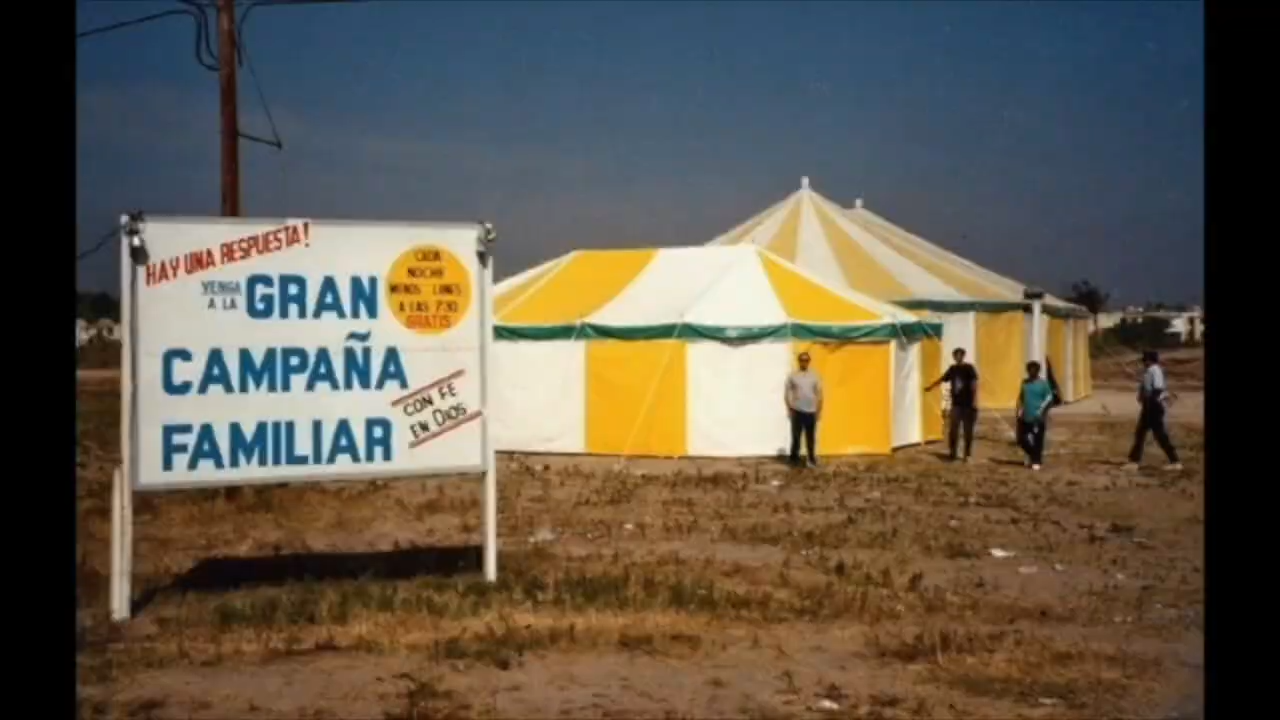 HAY UNA RESPUESTA!
VENGA
A LA
GRAN
CAMPAÑA
FAMILIAR
CADA
NOCHE
MENOS LUNES
A LAS 7:30
GRATIS
CON FE
EN DIOS